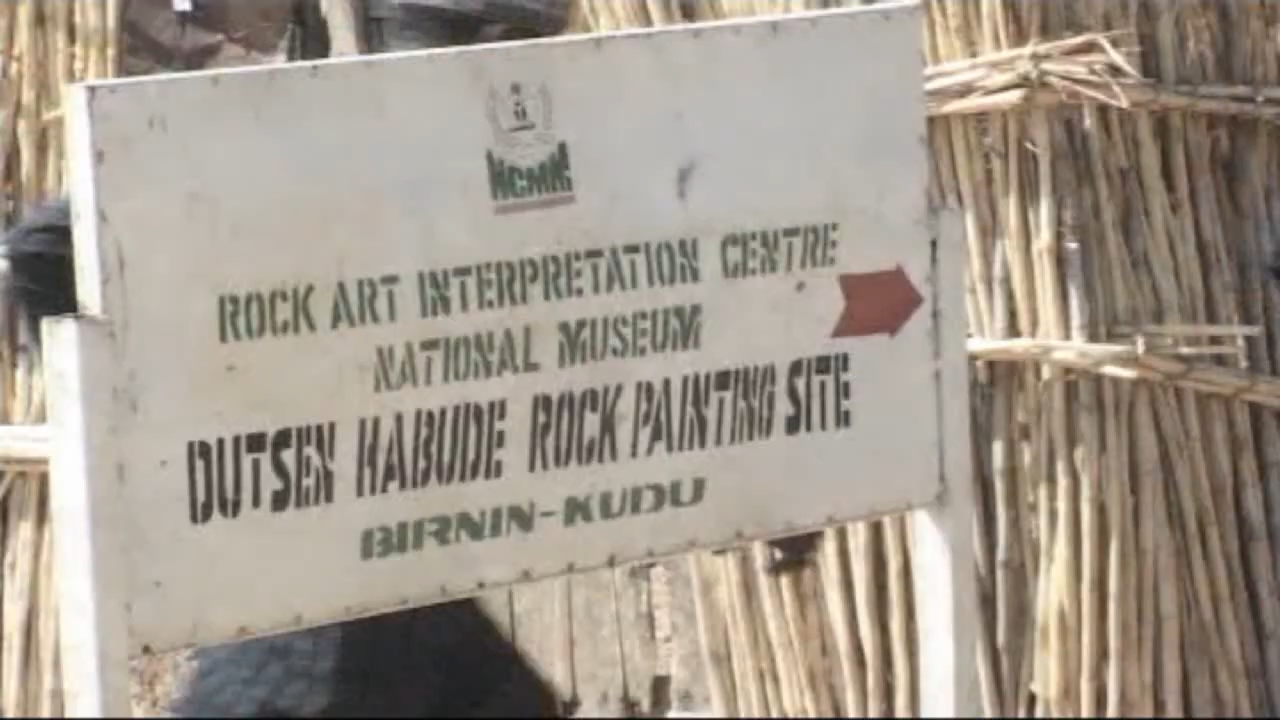 NCMM
ROCK ART INTERPRETATION CENTRE
NATIONAL MUSEUM
DUTSEN HABUDE ROCK PAINTING SITE
BIRNIN-KUDU